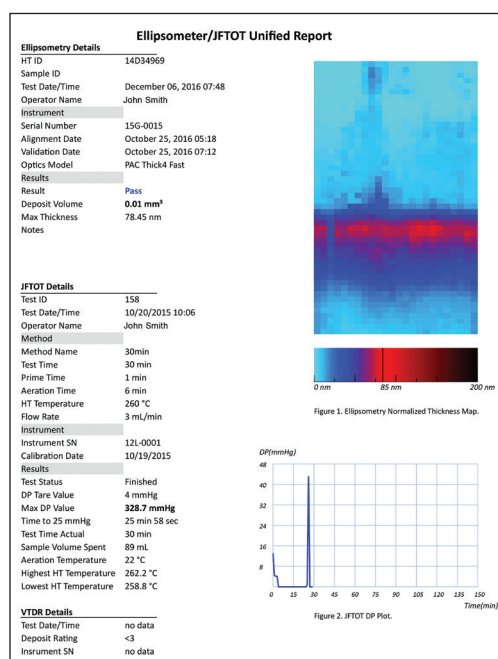 Ellipsometer/JFTOT Unified Report
Ellipsometry Details
HT ID 14D34969
Sample ID
Test Date/Time December 06, 2016 07:48
Operator Name John Smith
Instrument
Serial Number 15G-0015
Alignment Date October 25, 2016 05:18
Validation Date October 25, 2016 07:12
Optics Model PAC Thick4 Fast
Results
Result Pass
Deposit Volume 0.01 mm³
Max Thickness 78.45 nm
Notes
0 nm 85 nm 200 nm
Figure 1. Ellipsometry Normalized Thickness Map.
JFTOT Details
Test ID 158
Test Date/Time 10/20/2015 10:06
Operator Name John Smith
Method
Method Name 30min
Test Time 30 min
Prime Time 1 min
Aeration Time 6 min
HT Temperature 260 °C
Flow Rate 3 mL/min
Instrument
Instrument SN 12L-0001
Calibration Date 10/19/2015
Results
Test Status Finished
DP Tare Value 4 mmHg
Max DP Value 328.7 mmHg
Time to 25 mmHg 25 min 58 sec
Test Time Actual 30 min
Sample Volume Spent 89 mL
Aeration Temperature 22 °C
Highest HT Temperature 262.2 °C
Lowest HT Temperature 258.8 °C
DP(mmHg)
48
40
32
24
16
8
0 15 30 45 60 75 90 105 120 135 150
Time(min)
Figure 2. JFTOT DP Plot.
VTDR Details
Test Date/Time no data
Deposit Rating <3
Insrument SN no data